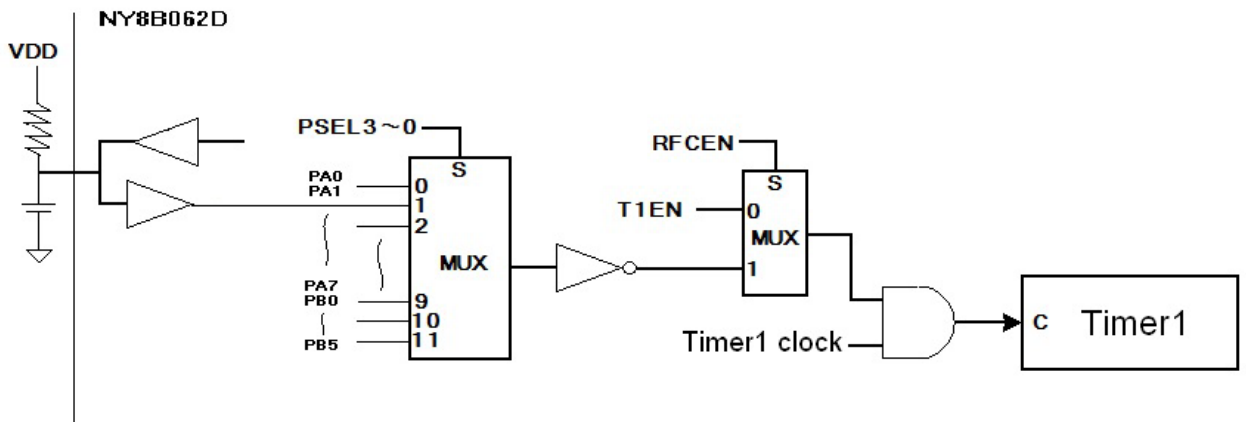 NY8B062D
VDD
PSEL3~0
S
PA0
PA1
0
1
2
MUX
PA7
PB0
9
10
PB5
11
RFCEN
S
T1EN
0
MUX
1
Timer1 clock
C
Timer1